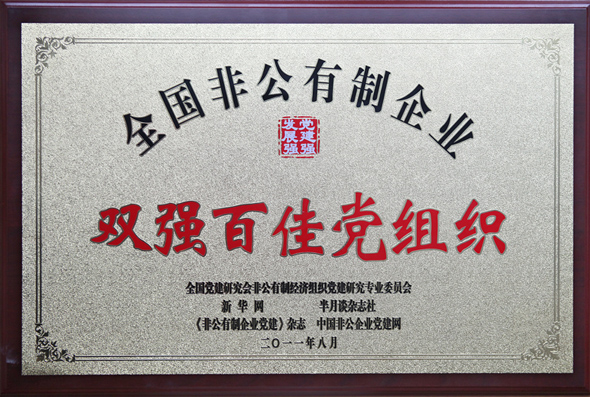 全国非公有制企业
党建强
发展强
双强百佳党组织
全国党建研究会非公有制经济组织党建研究专业委员会
新华网 半月谈杂志社
《非公有制企业党建》杂志 中国非公企业党建网
二〇一一年八月